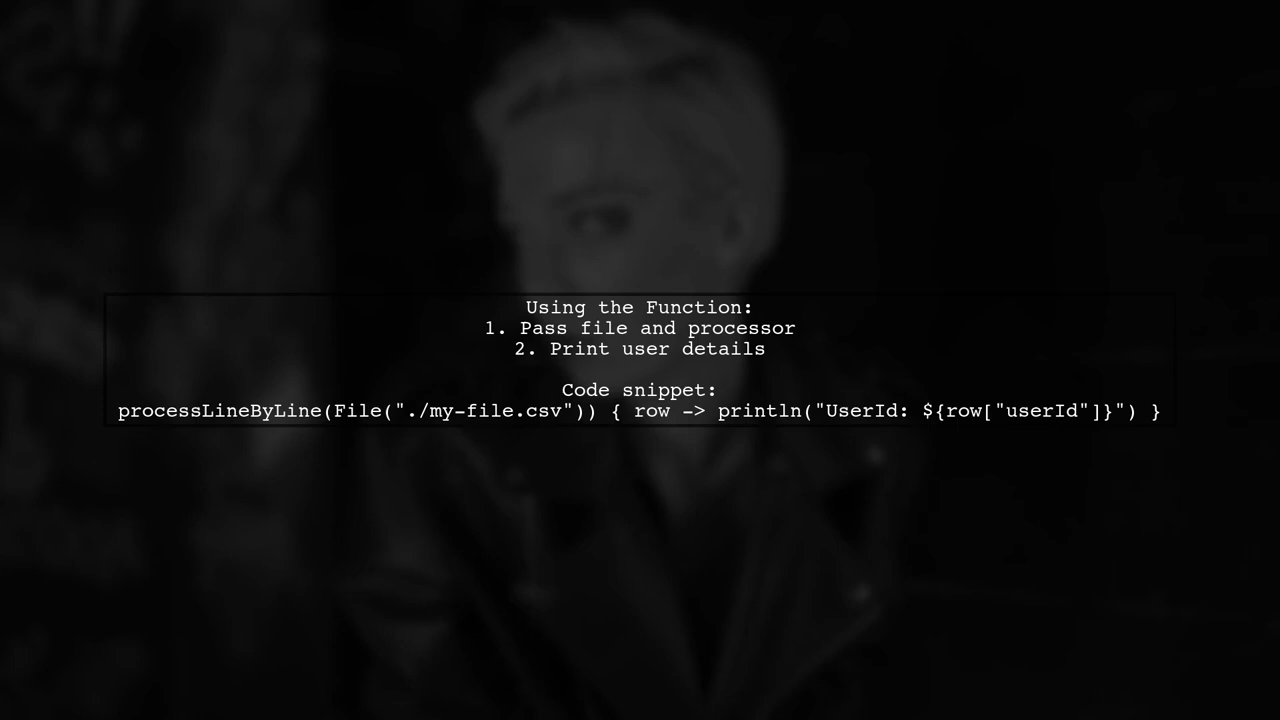 Using the Function:
1. Pass file and processor
2. Print user details
Code snippet:
processLineByLine(File("./my-file.csv")) { row -> println("UserId: ${row["userId"]}") }